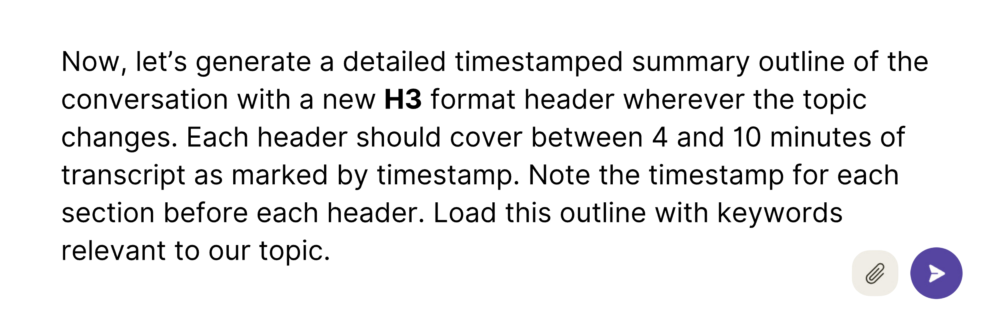 Now, let’s generate a detailed timestamped summary outline of the
conversation with a new H3 format header wherever the topic
changes. Each header should cover between 4 and 10 minutes of
transcript as marked by timestamp. Note the timestamp for each
section before each header. Load this outline with keywords
relevant to our topic.